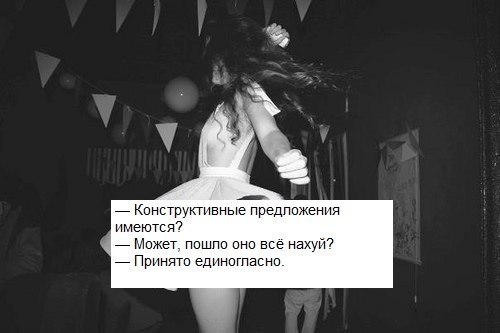 — Конструктивные предложения
имеются?
— Может, пошло оно всё нахуй?
— Принято единогласно.